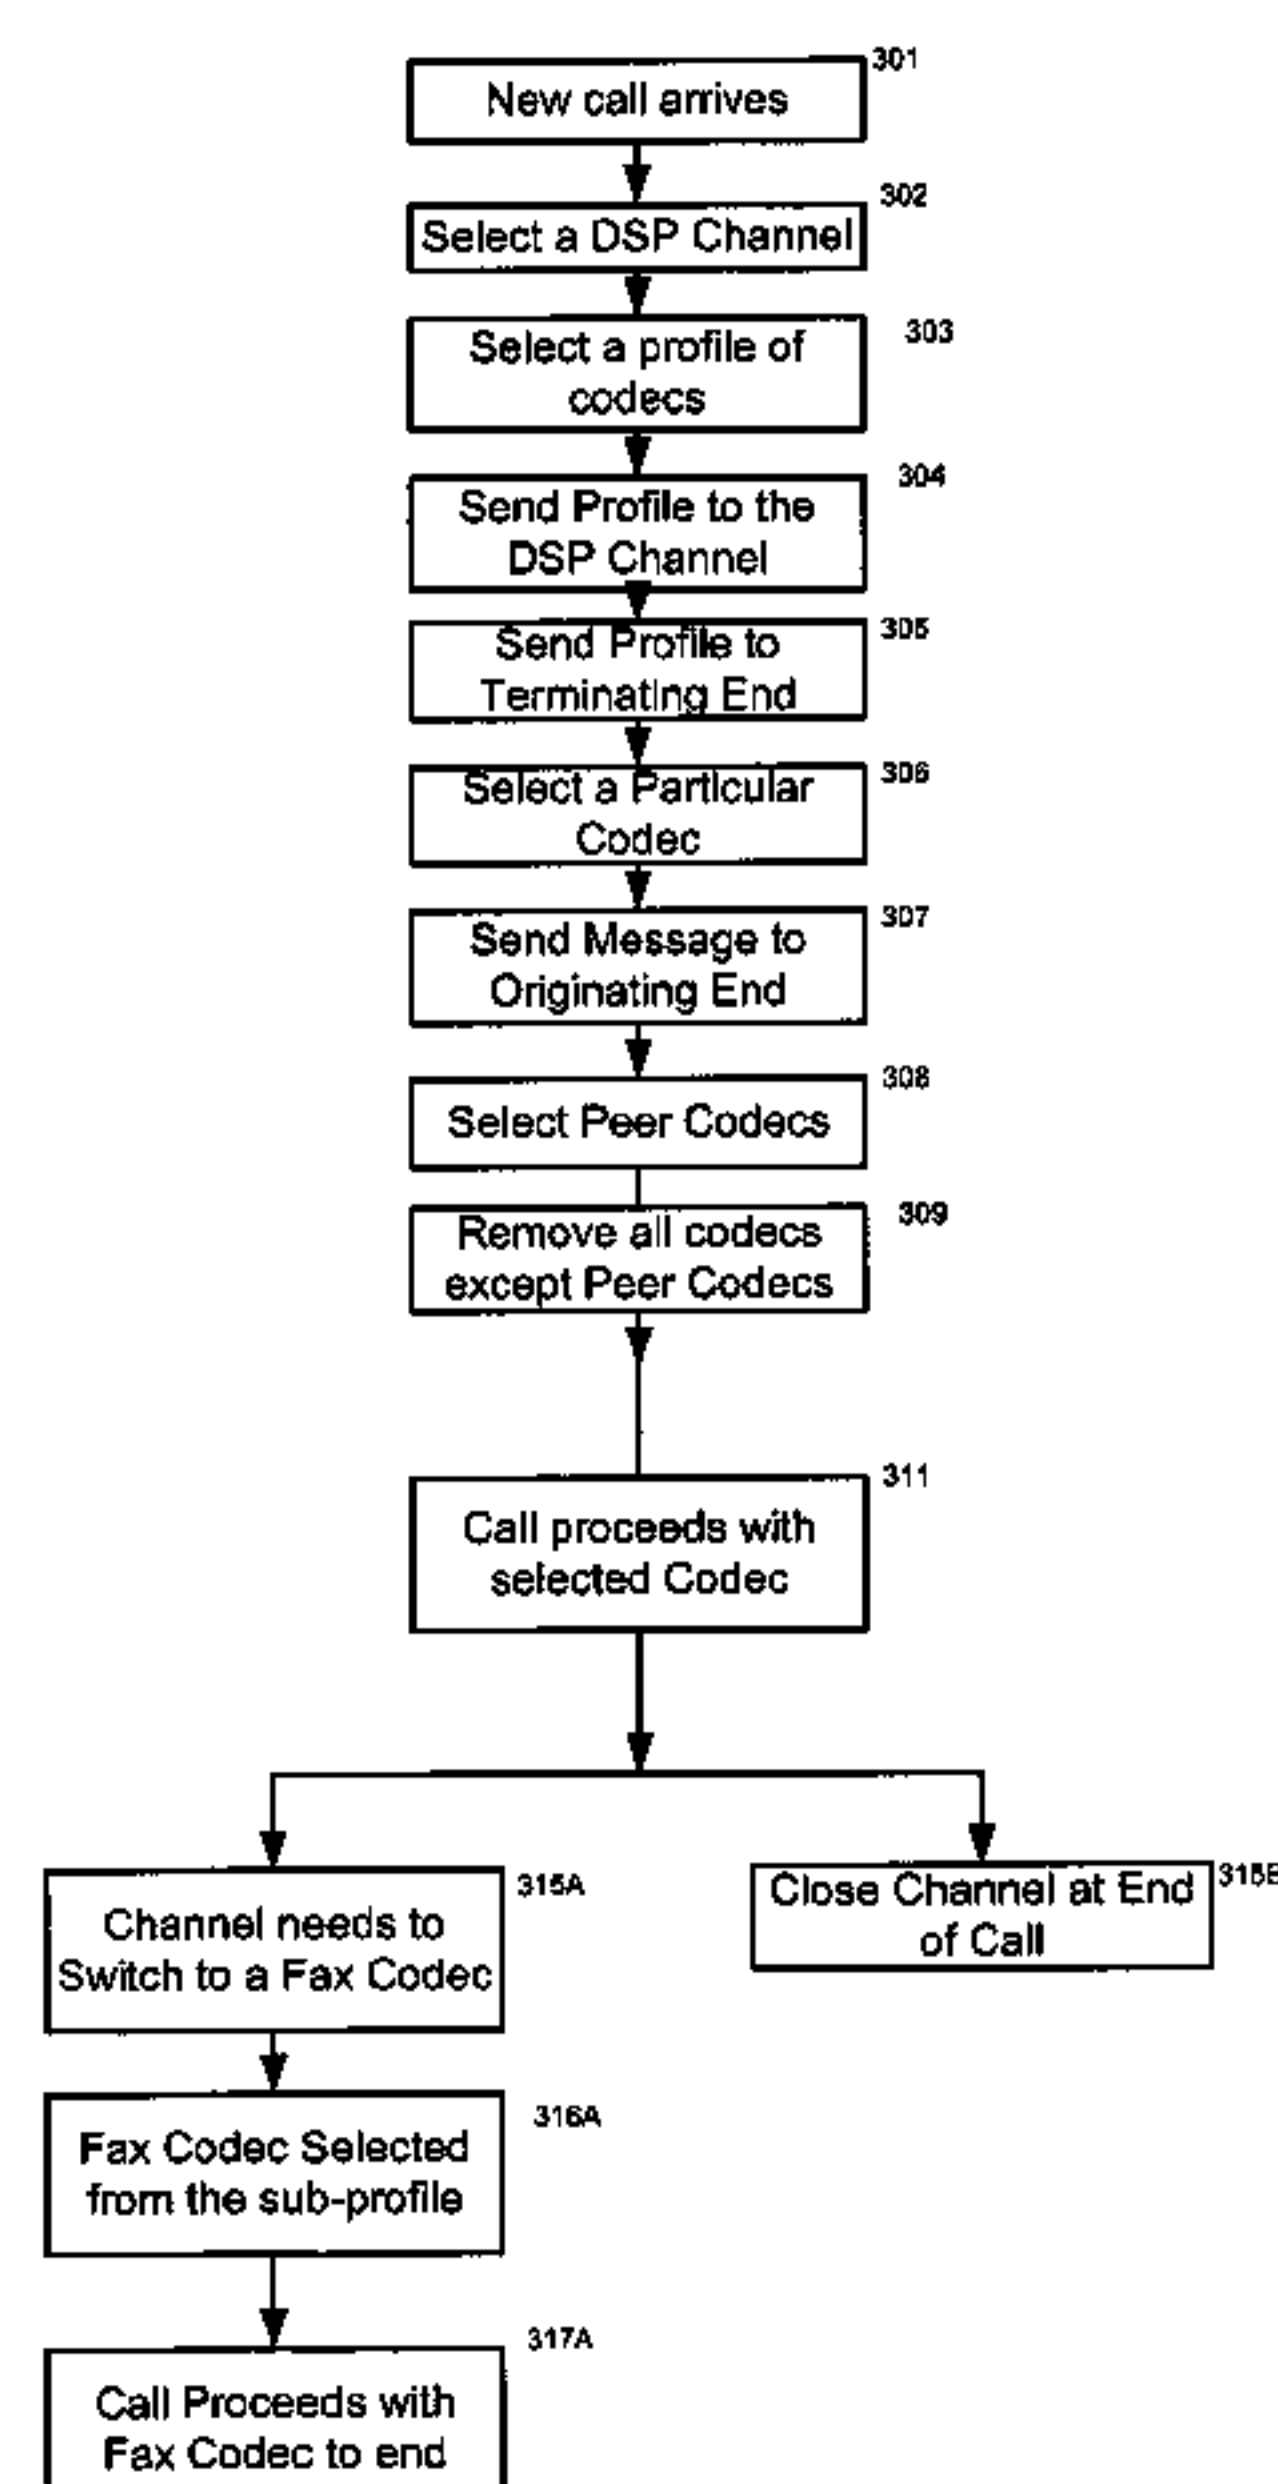 301
New call arrives
302
Select a DSP Channel
303
Select a profile of
codecs
304
Send Profile to the
DSP Channel
305
Send Profile to
Terminating End
306
Select a Particular
Codec
307
Send Message to
Originating End
308
Select Peer Codecs
309
Remove all codecs
except Peer Codecs
311
Call proceeds with
selected Codec
315A
Channel needs to
Switch to a Fax Codec
315B
Close Channel at End
of Call
316A
Fax Codec Selected
from the sub-profile
317A
Call Proceeds with
Fax Codec to end